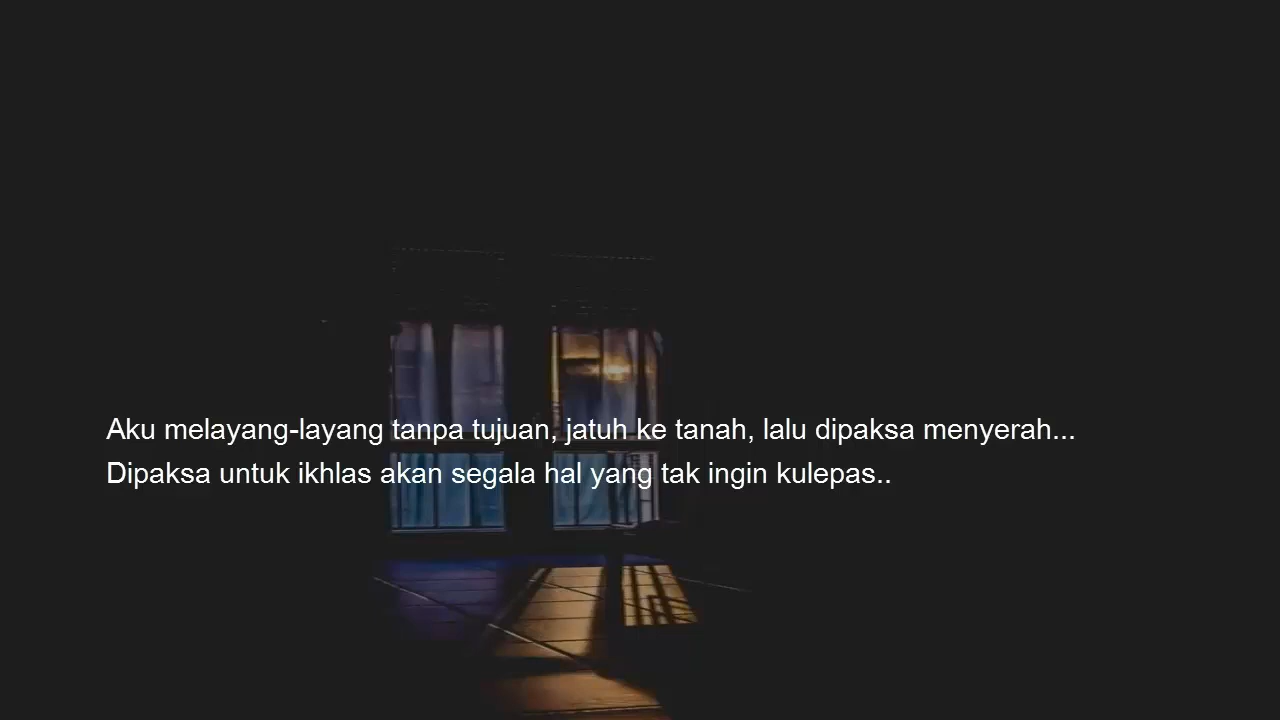 Aku melayang-layang tanpa tujuan, jatuh ke tanah, lalu dipaksa menyerah...
Dipaksa untuk ikhlas akan segala hal yang tak ingin kulepas..